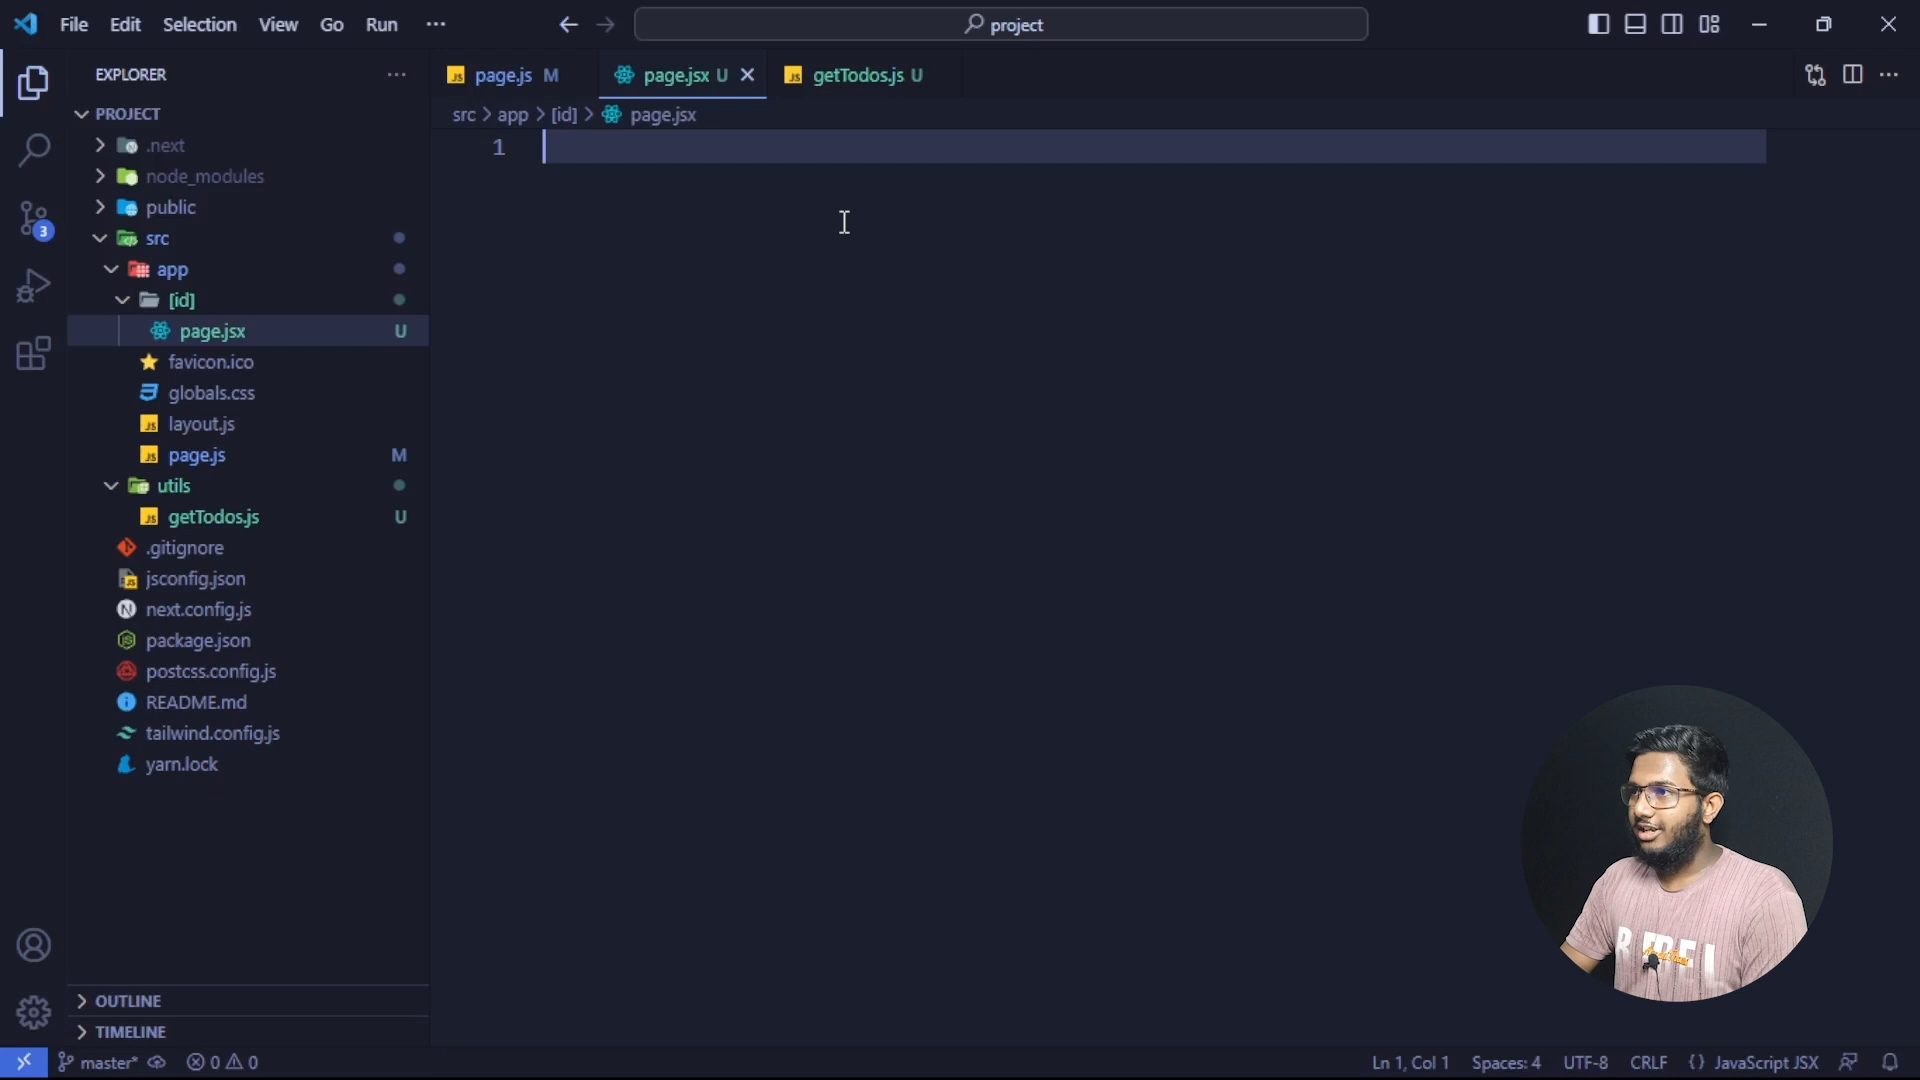 File Edit Selection View Go Run ···
project
EXPLORER ···
PROJECT
.next
node_modules
public
src
app
[id]
page.jsx U
favicon.ico
globals.css
layout.js
page.js M
utils
getTodos.js U
.gitignore
jsconfig.json
next.config.js
package.json
postcss.config.js
README.md
tailwind.config.js
yarn.lock
OUTLINE
TIMELINE
page.js M page.jsx U getTodos.js U
src > app > [id] > page.jsx
1
3
master* 0 0
Ln 1, Col 1 Spaces: 4 UTF-8 CRLF {} JavaScript JSX